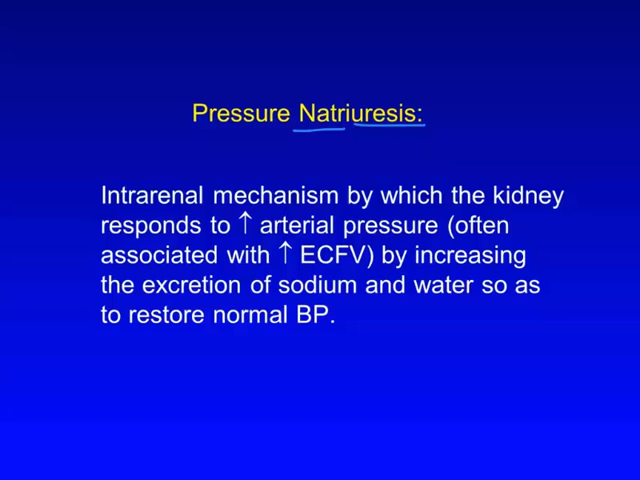 Pressure Natriuresis:
Intrarenal mechanism by which the kidney
responds to ↑ arterial pressure (often
associated with ↑ ECFV) by increasing
the excretion of sodium and water so as
to restore normal BP.